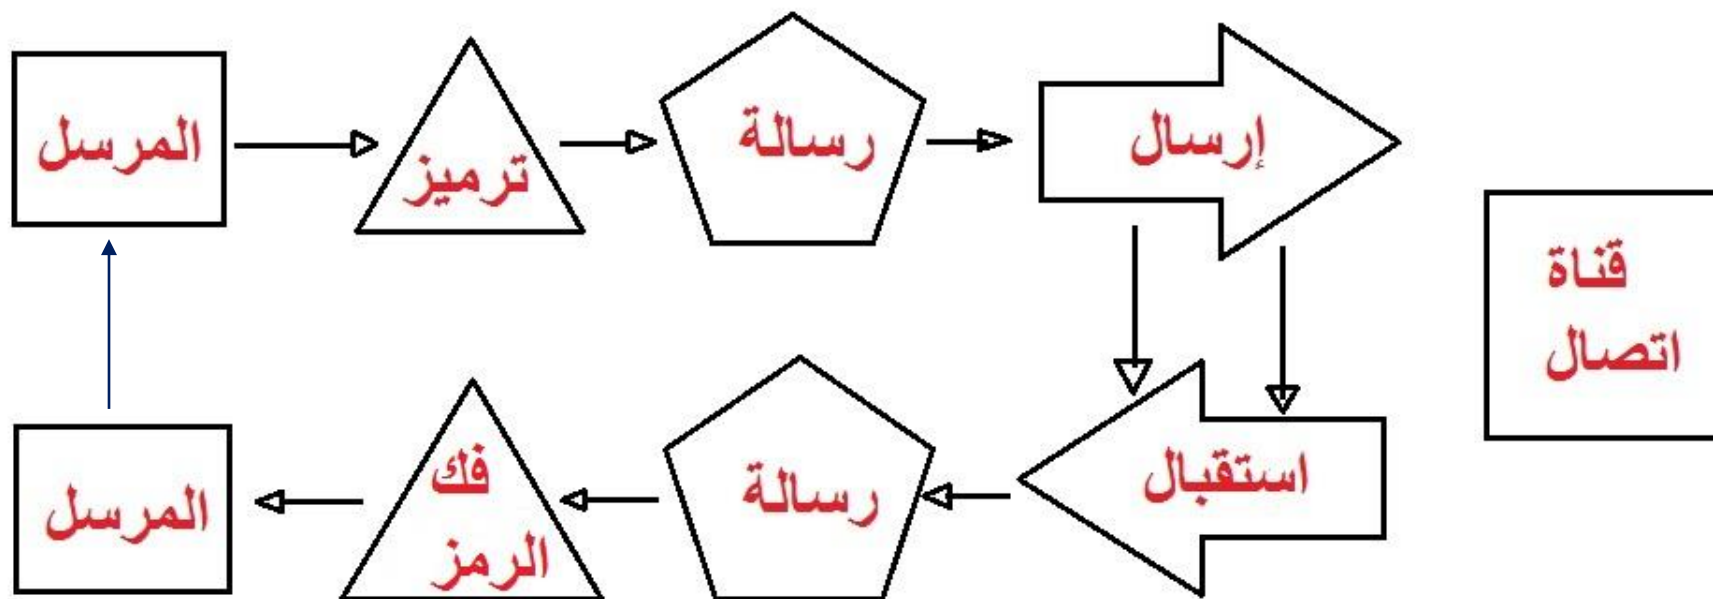 المرسل
ترميز
رسالة
إرسال
قناة
اتصال
استقبال
رسالة
فك
الرمز
المرسل